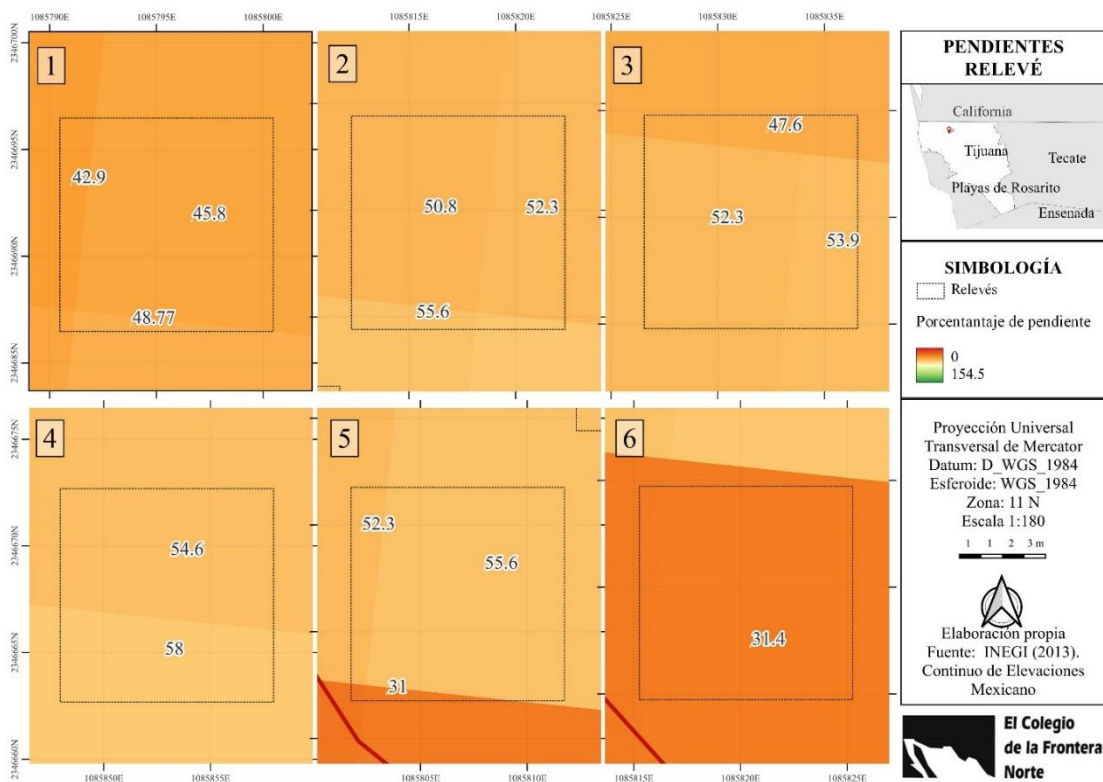 1085790E 1085795E 1085800E 1085815E 1085820E 1085825E 1085830E 1085835E
2346700N
2346695N
2346690N
2346685N
1
42.9
45.8
48.77
2
50.8
52.3
55.6
3
47.6
52.3
53.9
2346675N
2346670N
2346665N
2346660N
4
54.6
58
5
52.3
55.6
31
6
31.4
1085850E 1085855E 1085805E 1085810E 1085815E 1085820E 1085825E
PENDIENTES
RELEVÉ
California
Tijuana
Tecate
Playas de Rosarito
Ensenada
SIMBOLOGÍA
Relevés
Porcentantaje de pendiente
0
154.5
Proyección Universal
Transversal de Mercator
Datum: D_WGS_1984
Esferoide: WGS_1984
Zona: 11 N
Escala 1:180
1 1 2 3 m
Elaboración propia
Fuente: INEGI (2013).
Continuo de Elevaciones
Mexicano
El Colegio
de la Frontera
Norte